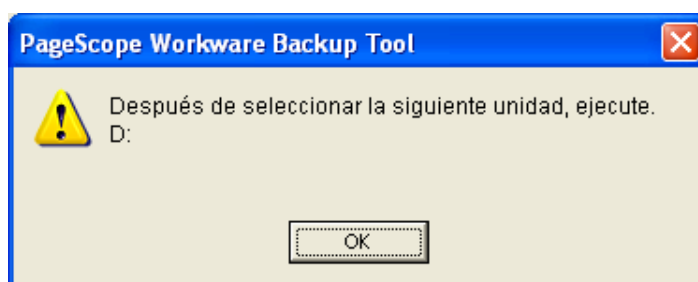 PageScope Workware Backup Tool
Después de seleccionar la siguiente unidad, ejecute.
D:
OK